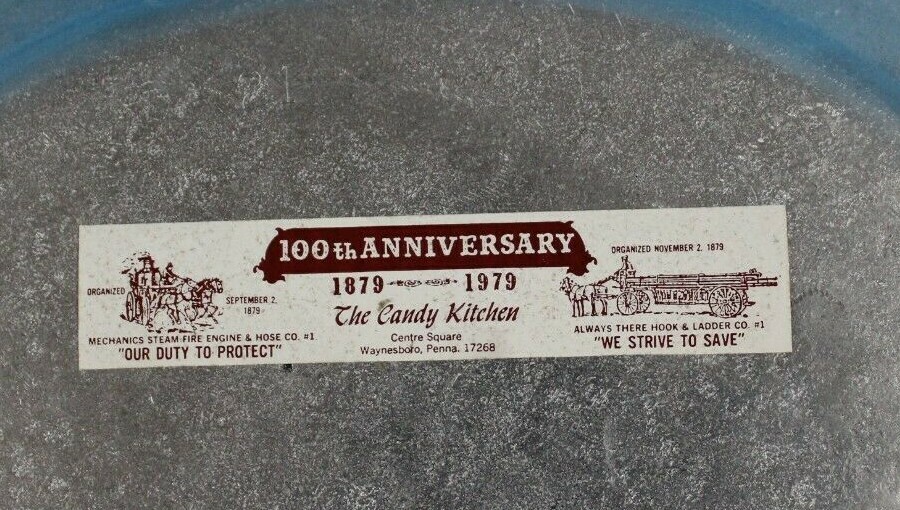 100th ANNIVERSARY
1879 1979
The Candy Kitchen
Centre Square
Waynesboro, Penna. 17268
ORGANIZED
SEPTEMBER 2,
1879
MECHANICS STEAM FIRE ENGINE & HOSE CO. #1
"OUR DUTY TO PROTECT"
ORGANIZED NOVEMBER 2, 1879
ALWAYS THERE HOOK & LADDER CO. #1
"WE STRIVE TO SAVE"